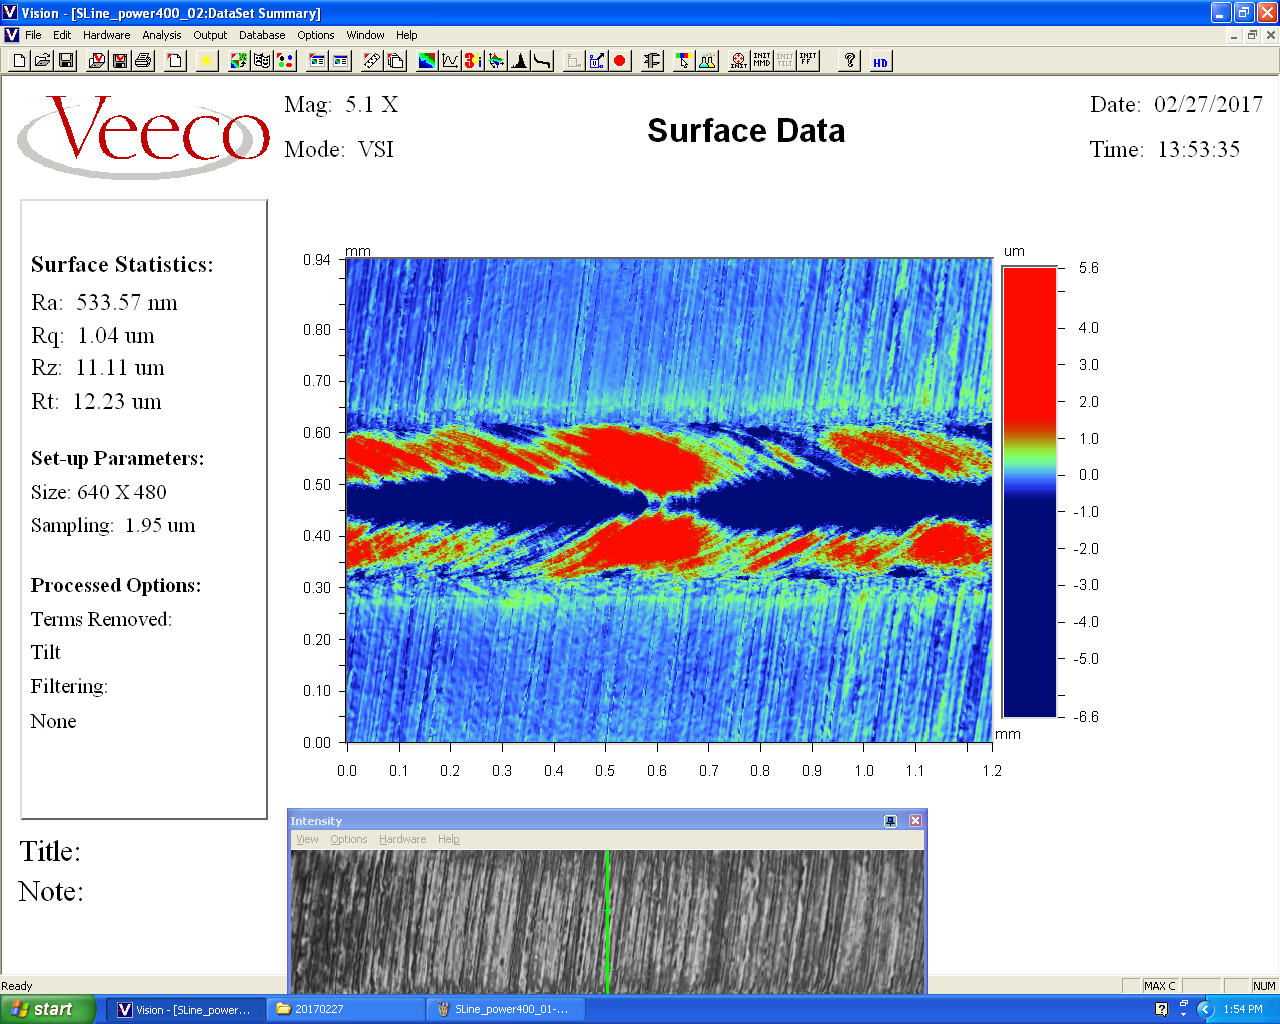 Vision - [SLine_power400_02:DataSet Summary]
File Edit Hardware Analysis Output Database Options Window Help
INIT INIT MMD INIT TILT INIT FF ? HD
Veeco
Mag: 5.1 X
Mode: VSI
Surface Data
Date: 02/27/2017
Time: 13:53:35
Surface Statistics:
Ra: 533.57 nm
Rq: 1.04 um
Rz: 11.11 um
Rt: 12.23 um
Set-up Parameters:
Size: 640 X 480
Sampling: 1.95 um
Processed Options:
Terms Removed:
Tilt
Filtering:
None
Title:
Note:
mm
0.94
0.80
0.70
0.60
0.50
0.40
0.30
0.20
0.10
0.00
0.0 0.1 0.2 0.3 0.4 0.5 0.6 0.7 0.8 0.9 1.0 1.1 1.2
mm
um
5.6
4.0
3.0
2.0
1.0
0.0
-1.0
-2.0
-3.0
-4.0
-5.0
-6.6
Intensity
View Options Hardware Help
Ready
MAX C NUM
start Vision - [SLine_power... 20170227 SLine_power400_01-... 1:54 PM